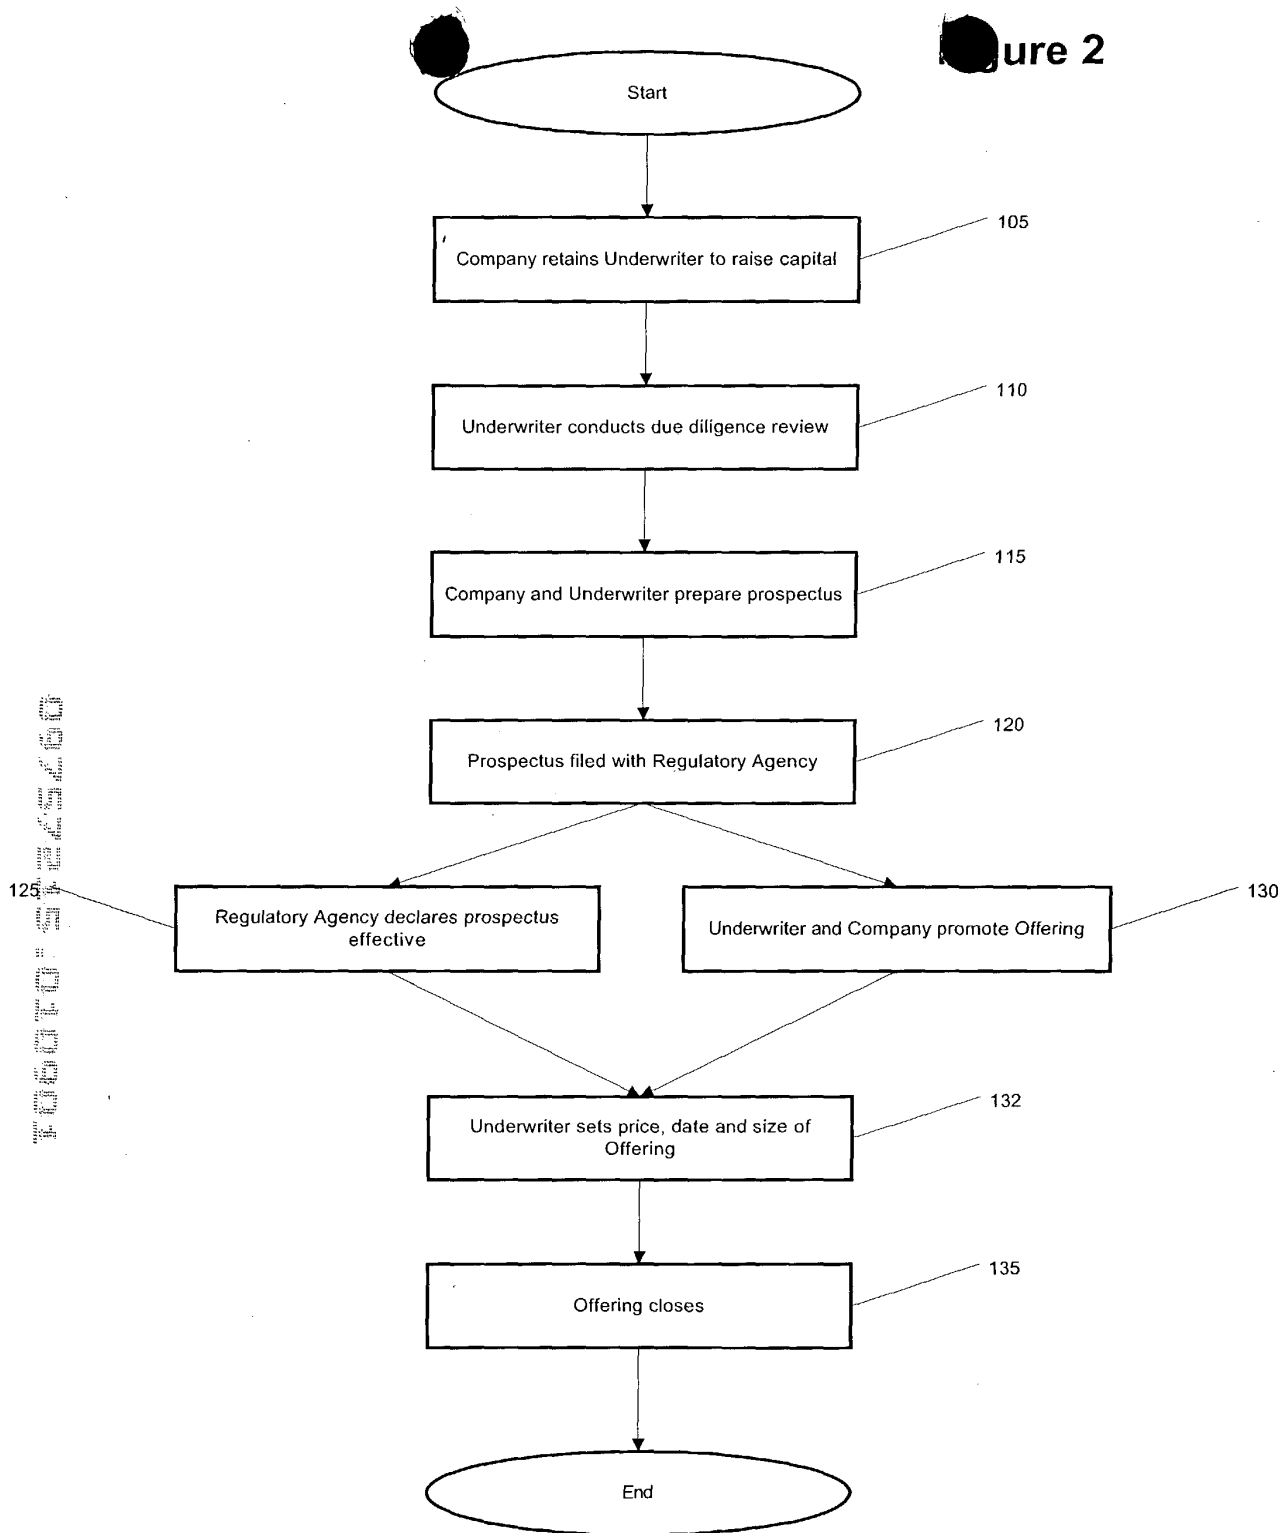 ure 2
Start
105
Company retains Underwriter to raise capital
110
Underwriter conducts due diligence review
115
Company and Underwriter prepare prospectus
120
Prospectus filed with Regulatory Agency
125
Regulatory Agency declares prospectus
effective
130
Underwriter and Company promote Offering
132
Underwriter sets price, date and size of
Offering
135
Offering closes
End